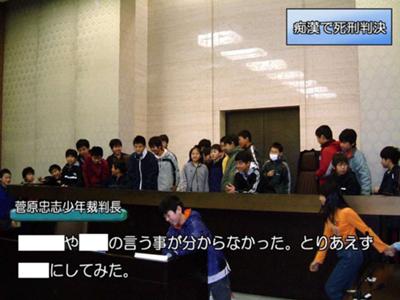 痴漢で死刑判決
菅原忠志少年裁判長
や の言う事が分からなかった。とりあえず
にしてみた。